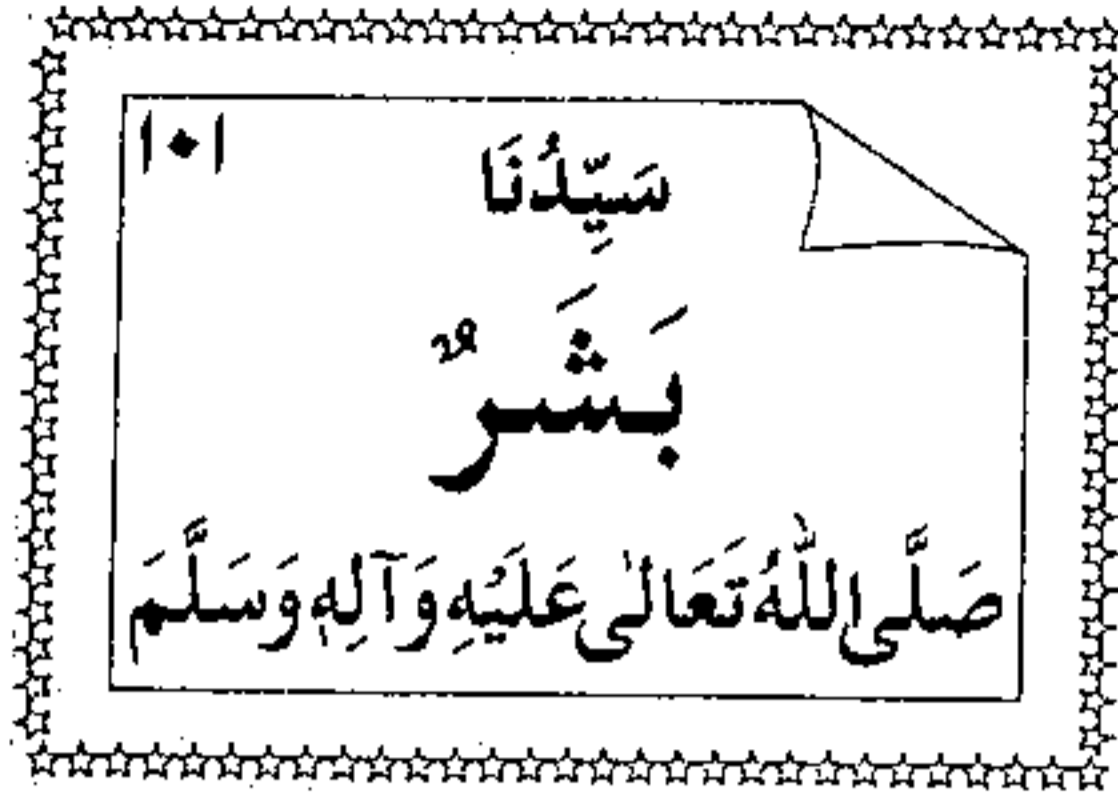 ١٠١
سَيِّدُنَا
بَشَرٌ
صَلَّى اللّٰهُ تَعَالٰى عَلَيْهِ وَآلِهٖ وَسَلَّمَ